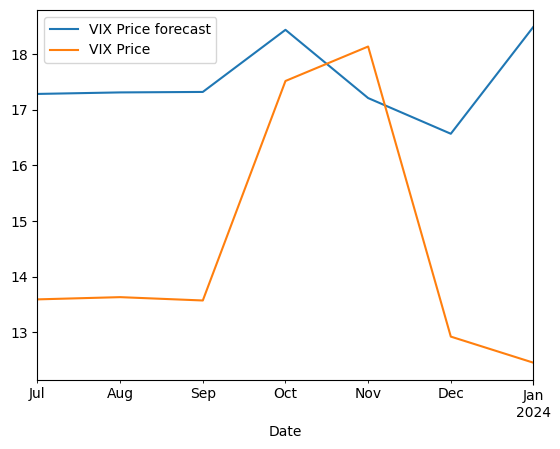 VIX Price forecast
VIX Price
18
17
16
15
14
13
Jul Aug Sep Oct Nov Dec Jan
2024
Date